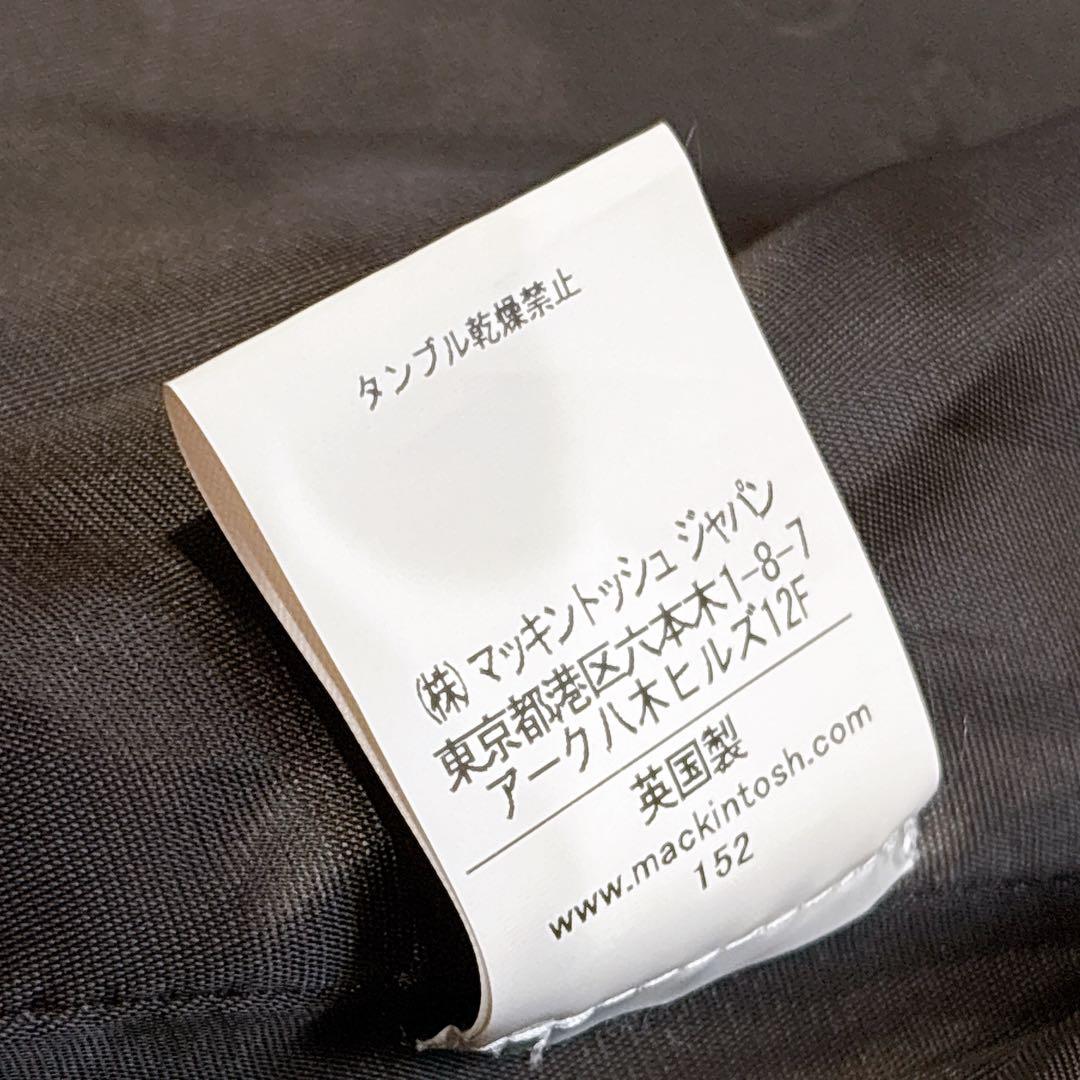 タンブル乾燥禁止
(株) マッキントッシュ ジャパン
東京都港区六本木1-8-7
アーク八木ヒルズ12F
英国製
www.mackintosh.com
152